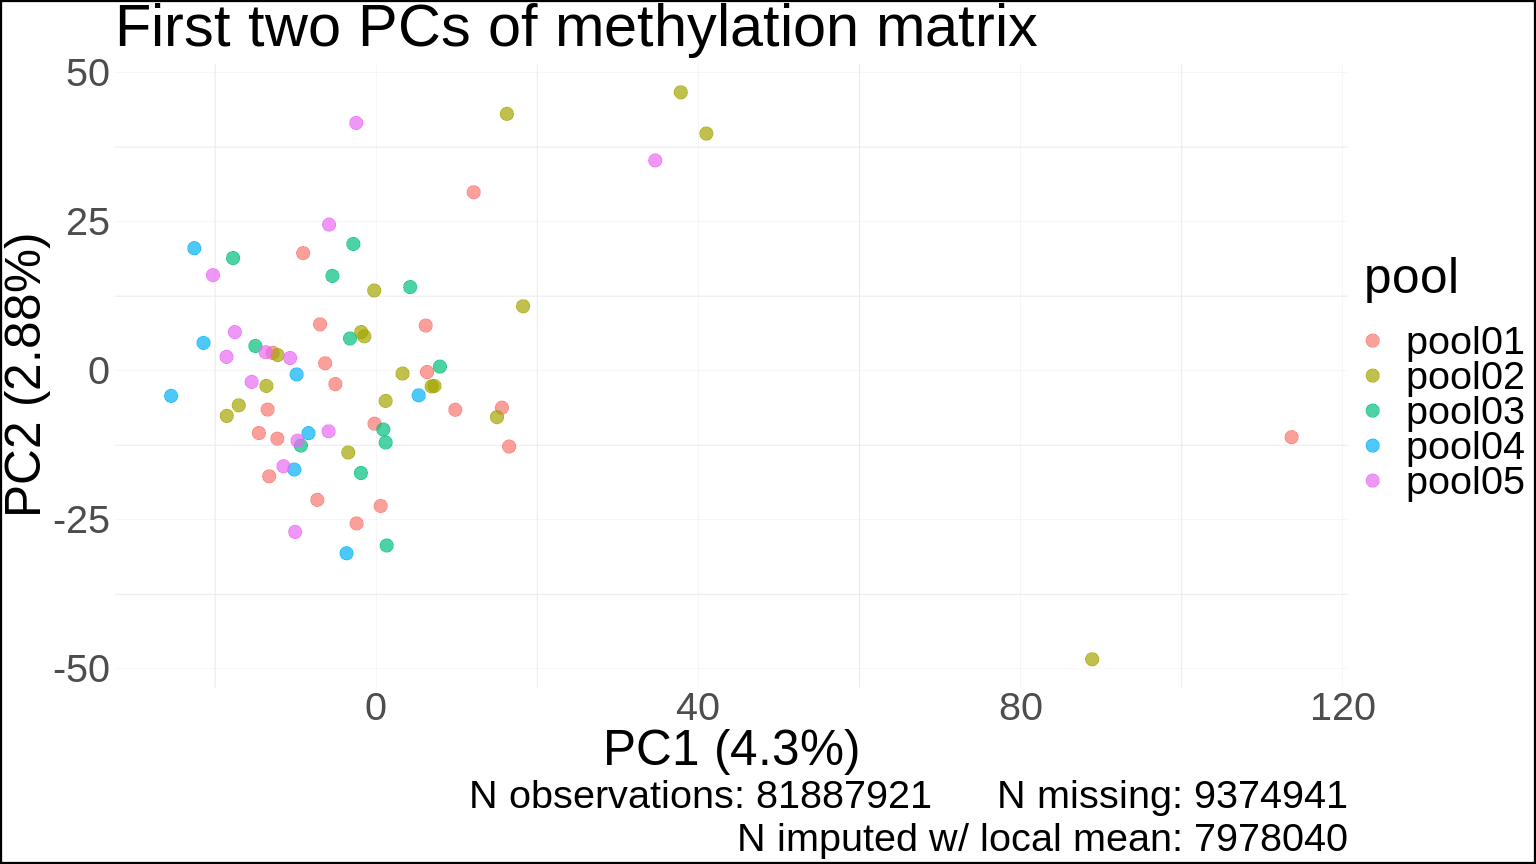 First two PCs of methylation matrix
50
25
0
-25
-50
PC2 (2.88%)
0 40 80 120
PC1 (4.3%)
pool
pool01
pool02
pool03
pool04
pool05
N observations: 81887921 N missing: 9374941
N imputed w/ local mean: 7978040